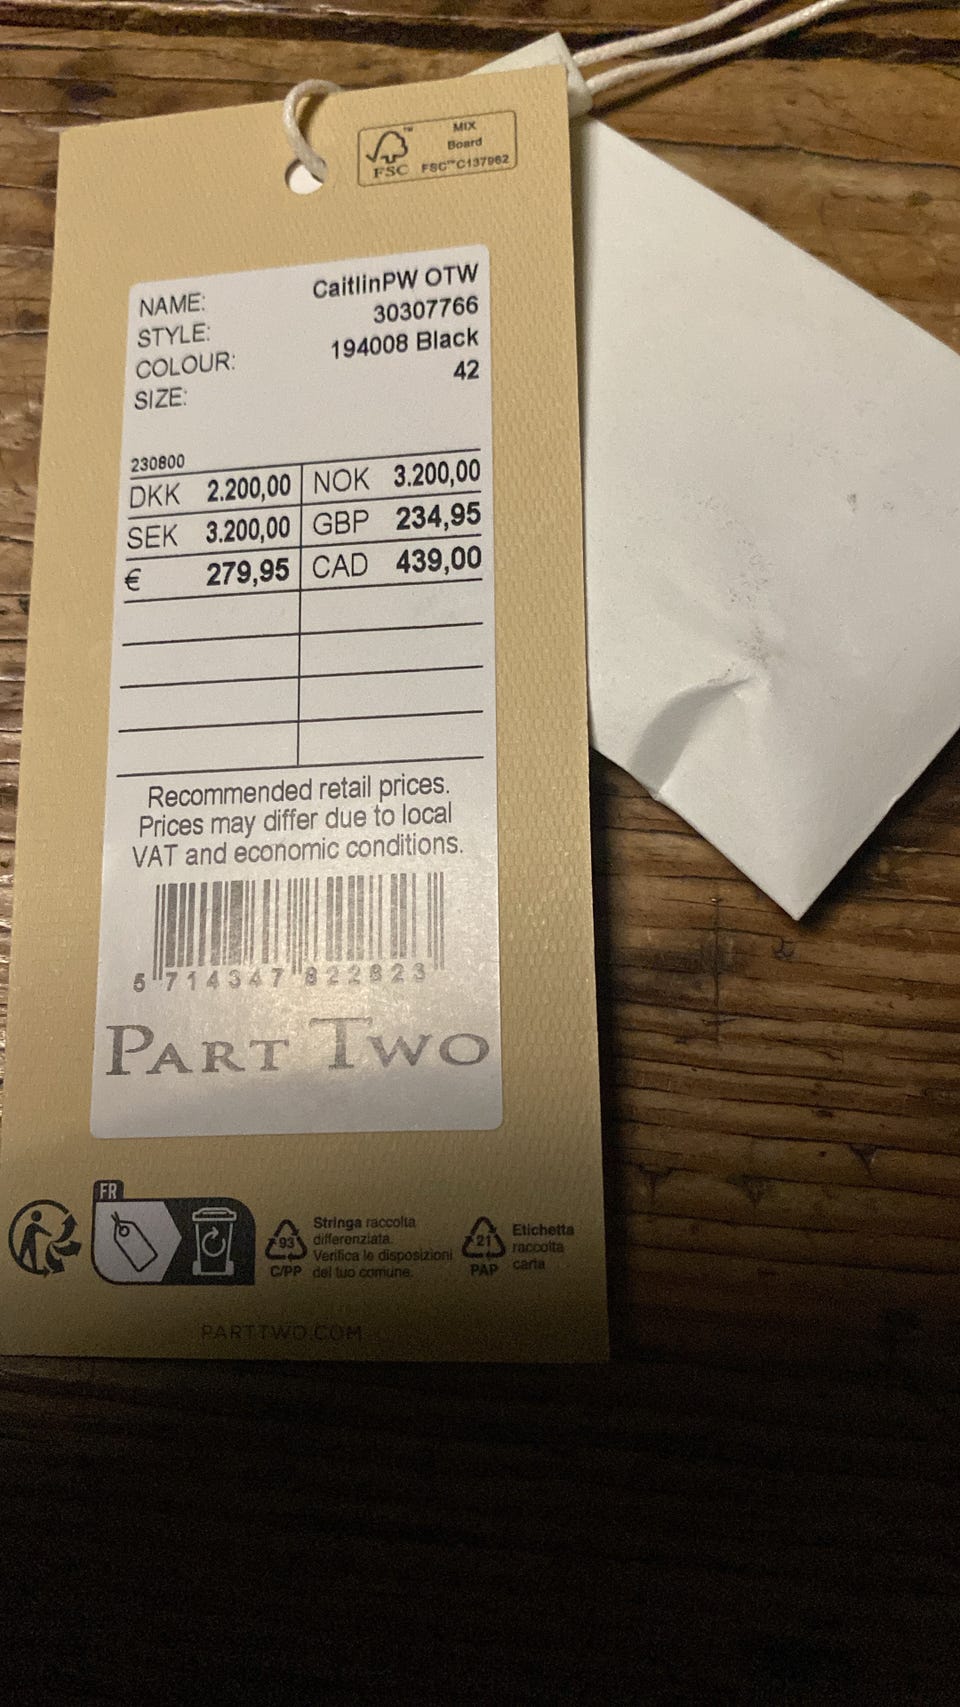 FSC™
MIX
Board
FSC™C137962
NAME: CaitlinPW OTW
STYLE: 30307766
COLOUR: 194008 Black
SIZE: 42
230800
DKK 2.200,00 NOK 3.200,00
SEK 3.200,00 GBP 234,95
€ 279,95 CAD 439,00
Recommended retail prices.
Prices may differ due to local
VAT and economic conditions.
5 714347 822823
PART TWO
FR
93
C/PP
Stringa raccolta
differenziata.
Verifica le disposizioni
del tuo comune.
21
PAP
Etichetta
raccolta
carta
PARTTWO.COM